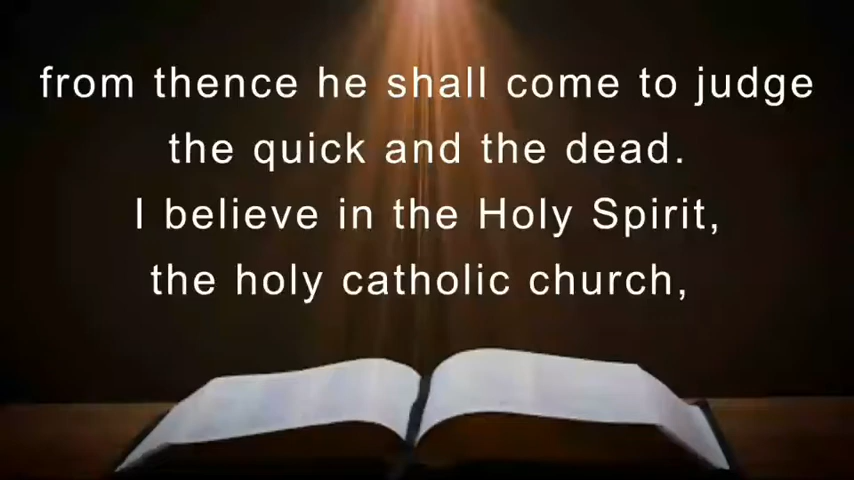 from thence he shall come to judge
the quick and the dead.
I believe in the Holy Spirit,
the holy catholic church,